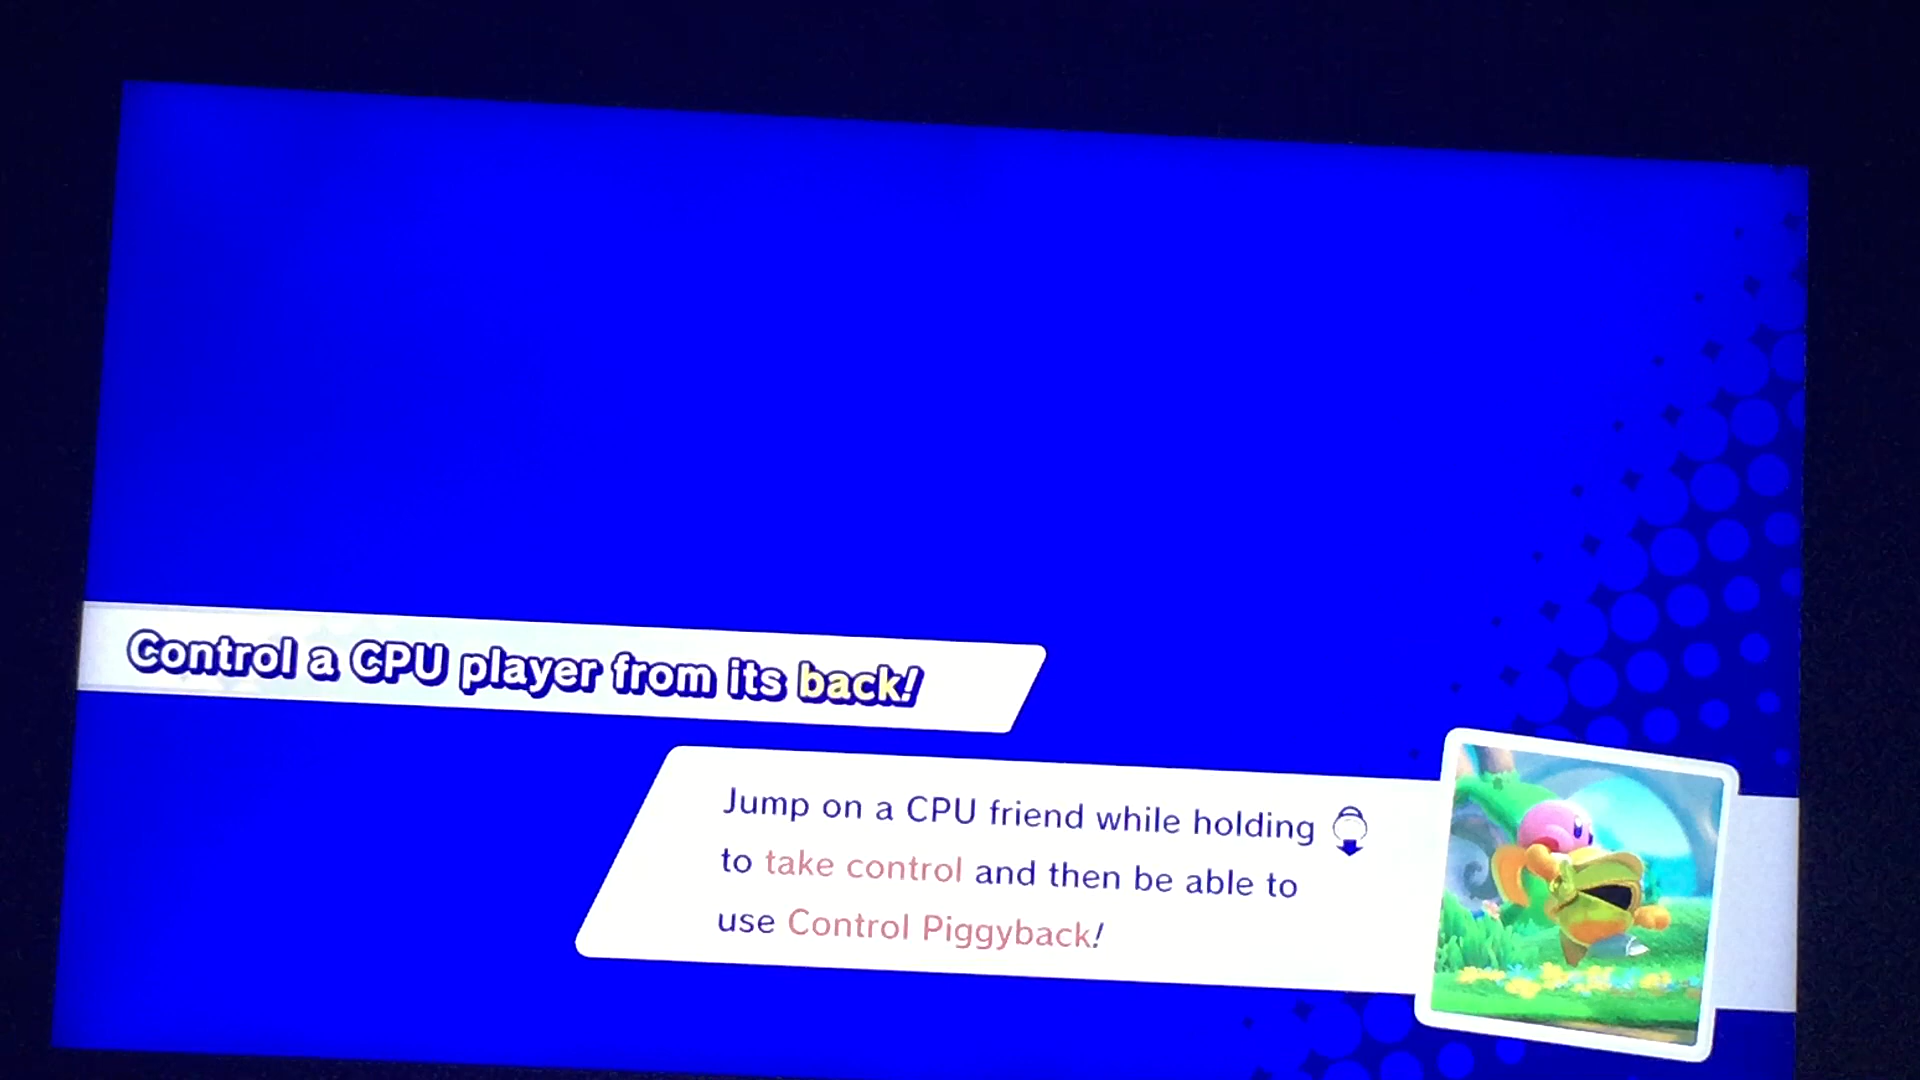 Control a CPU player from its back!
Jump on a CPU friend while holding
to take control and then be able to
use Control Piggyback!